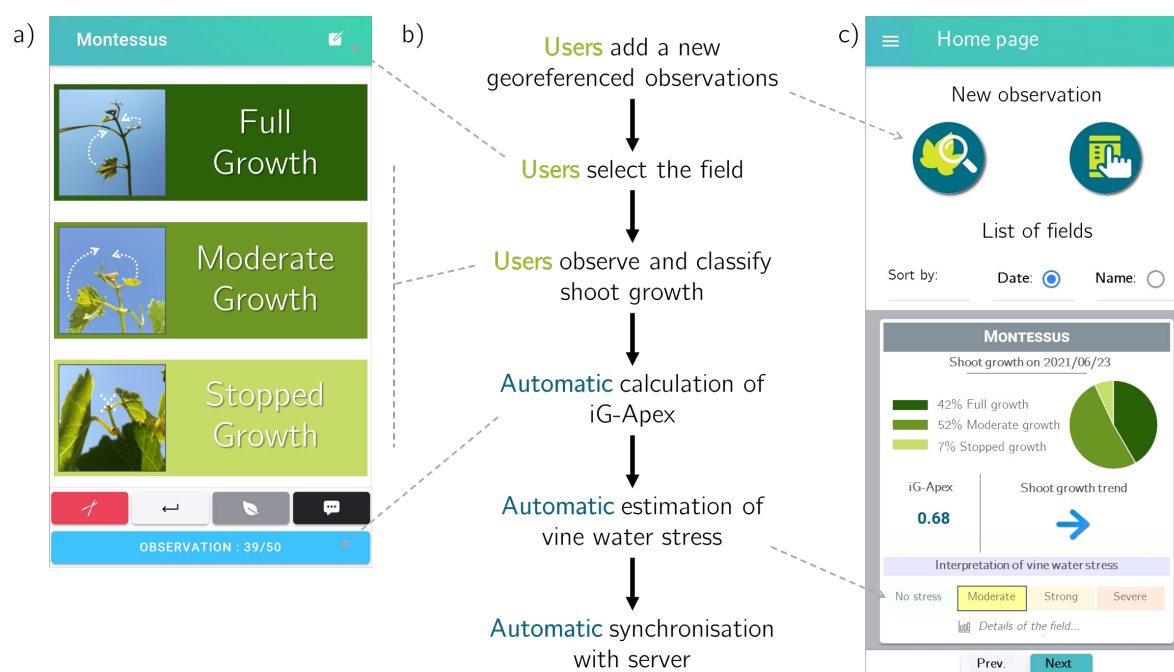 a)
Montessus
Full
Growth
Moderate
Growth
Stopped
Growth
OBSERVATION : 39/50
b)
Users add a new
georeferenced observations
Users select the field
Users observe and classify
shoot growth
Automatic calculation of
iG-Apex
Automatic estimation of
vine water stress
Automatic synchronisation
with server
c)
Home page
New observation
List of fields
Sort by: Date: Name:
MONTESSUS
Shoot growth on 2021/06/23
42% Full growth
52% Moderate growth
7% Stopped growth
iG-Apex Shoot growth trend
0.68
Interpretation of vine water stress
No stress Moderate Strong Severe
Details of the field...
Prev. Next